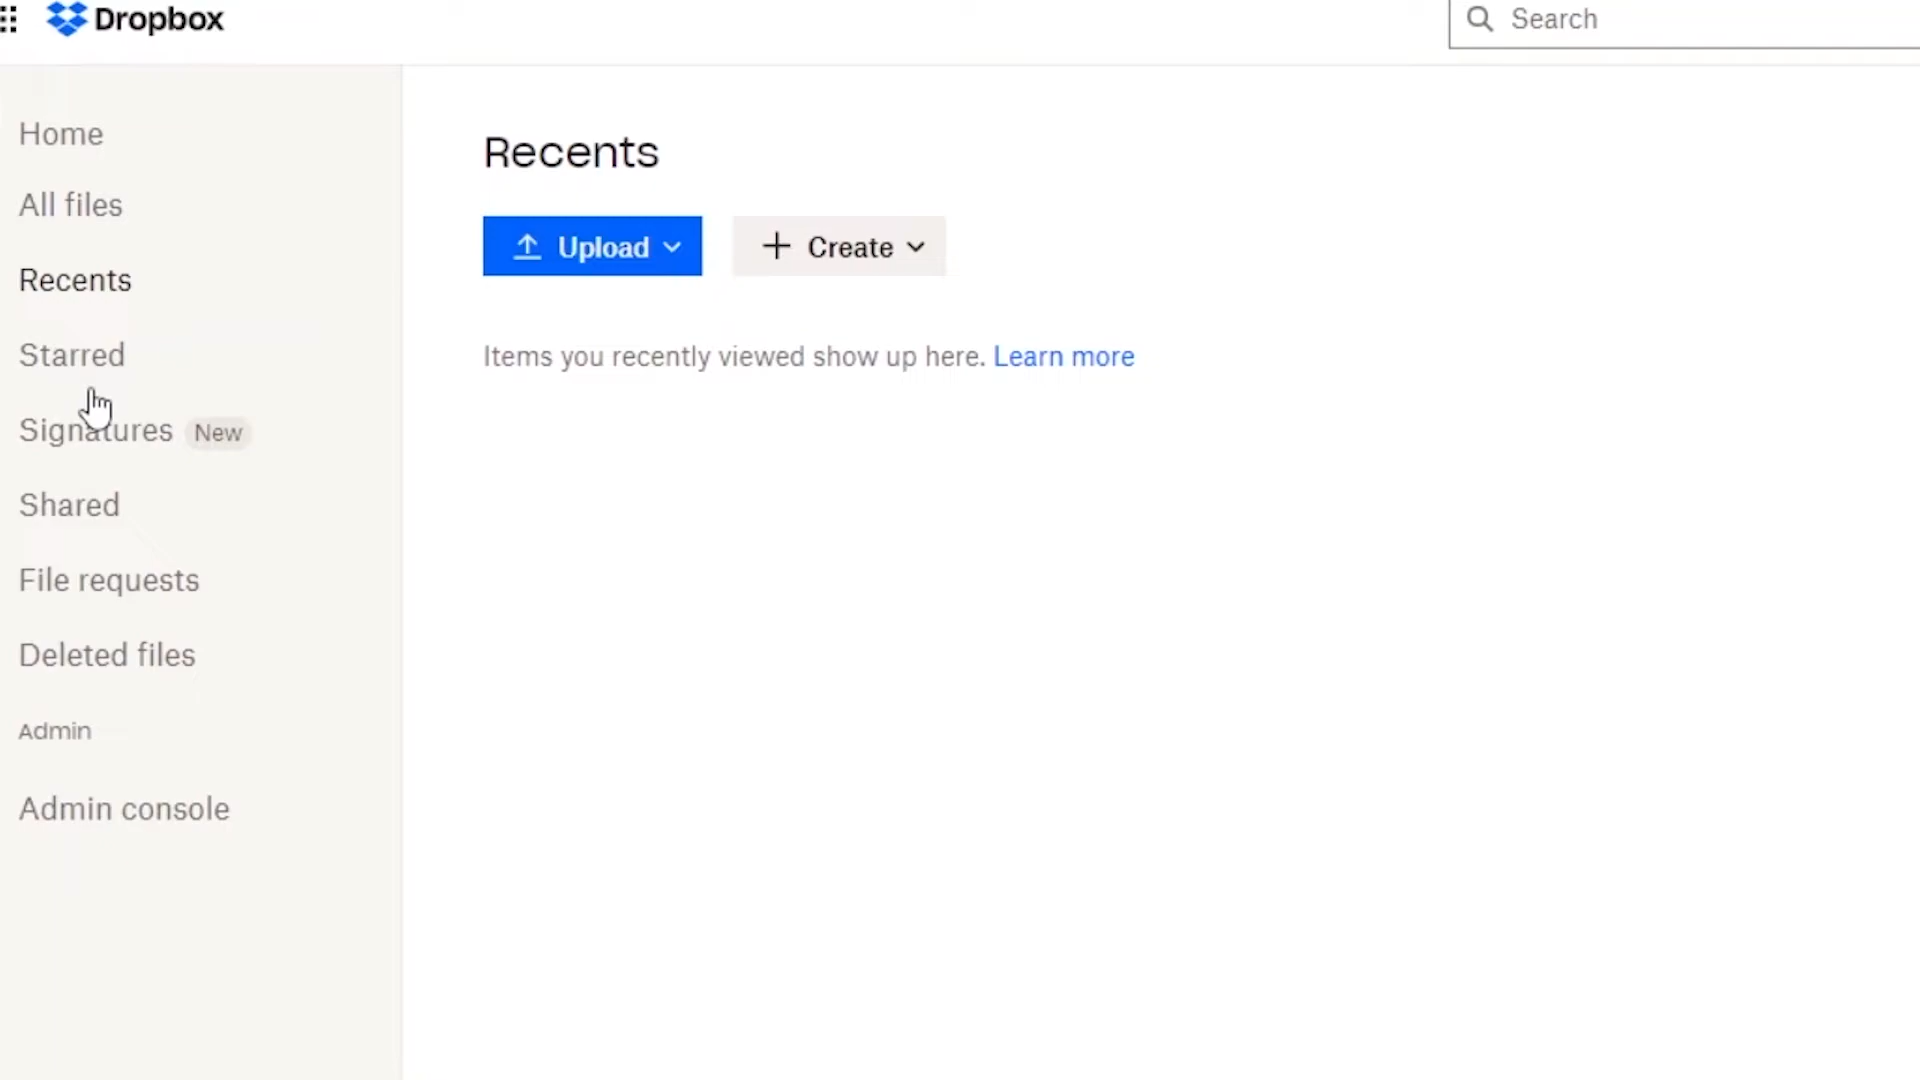 Dropbox
Search
Home
All files
Recents
Starred
Signatures New
Shared
File requests
Deleted files
Admin
Admin console
Recents
Upload
Create
Items you recently viewed show up here. Learn more